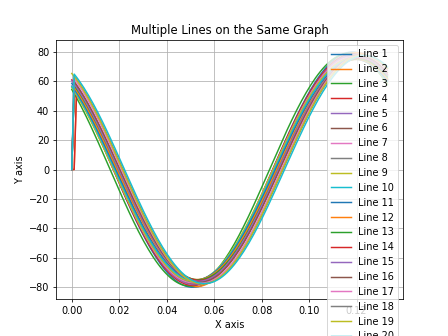 Multiple Lines on the Same Graph
Y axis
80
60
40
20
0
−20
−40
−60
−80
0.00
0.02
0.04
0.06
0.08
0.10
X axis
Line 1
Line 2
Line 3
Line 4
Line 5
Line 6
Line 7
Line 8
Line 9
Line 10
Line 11
Line 12
Line 13
Line 14
Line 15
Line 16
Line 17
Line 18
Line 19
Line 20